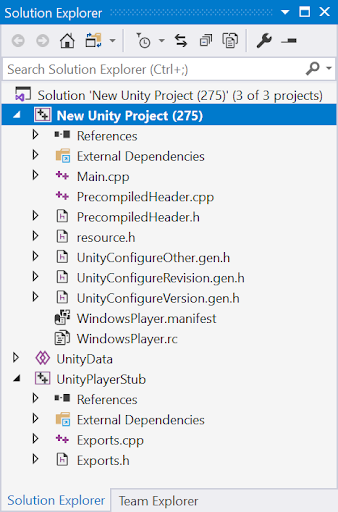 Solution Explorer
Search Solution Explorer (Ctrl+;)
Solution 'New Unity Project (275)' (3 of 3 projects)
New Unity Project (275)
References
External Dependencies
Main.cpp
PrecompiledHeader.cpp
PrecompiledHeader.h
resource.h
UnityConfigureOther.gen.h
UnityConfigureRevision.gen.h
UnityConfigureVersion.gen.h
WindowsPlayer.manifest
WindowsPlayer.rc
UnityData
UnityPlayerStub
References
External Dependencies
Exports.cpp
Exports.h
Solution Explorer Team Explorer